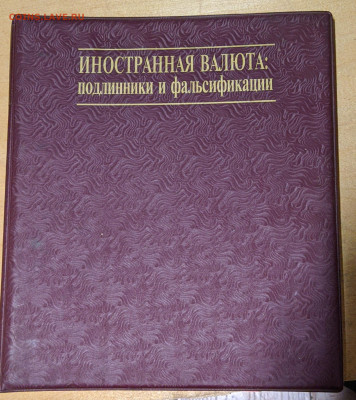 ИНОСТРАННАЯ ВАЛЮТА:
подлинники и фальсификации